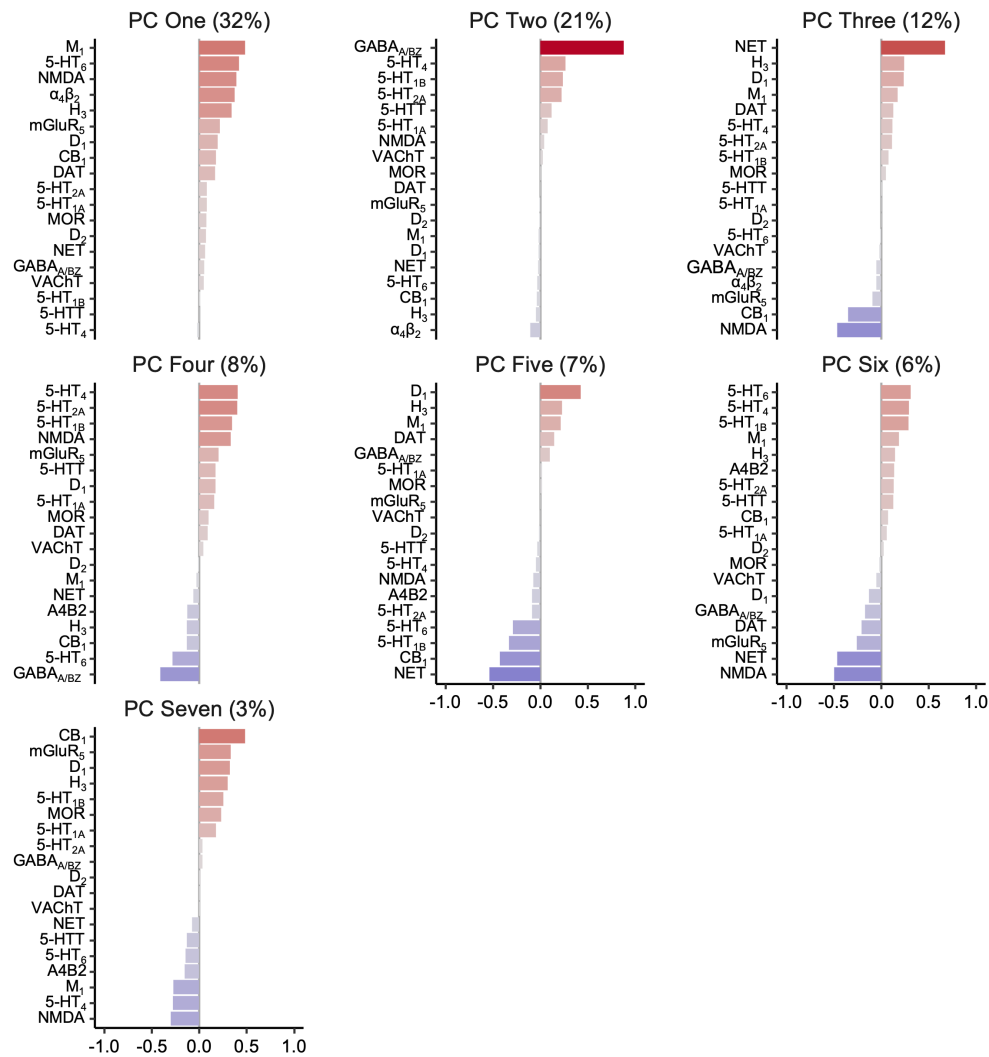 PC One (32%)
M₁
5-HT₆
NMDA
α₄β₂
H₃
mGluR₅
D₁
CB₁
DAT
5-HT₂A
5-HT₁A
MOR
D₂
NET
GABA_A/BZ
VAChT
5-HT₁B
5-HTT
5-HT₄
PC Two (21%)
GABA_A/BZ
5-HT₄
5-HT₁B
5-HT₂A
5-HTT
5-HT₁A
NMDA
VAChT
MOR
DAT
mGluR₅
D₂
M₁
D₁
NET
5-HT₆
CB₁
H₃
α₄β₂
PC Three (12%)
NET
H₃
D₁
M₁
DAT
5-HT₄
5-HT₂A
5-HT₁B
MOR
5-HTT
5-HT₁A
D₂
5-HT₆
VAChT
GABA_A/BZ
α₄β₂
mGluR₅
CB₁
NMDA
PC Four (8%)
5-HT₄
5-HT₂A
5-HT₁B
NMDA
mGluR₅
5-HTT
D₁
5-HT₁A
MOR
DAT
VAChT
D₂
M₁
NET
A4B2
H₃
CB₁
5-HT₆
GABA_A/BZ
PC Five (7%)
D₁
H₃
M₁
DAT
GABA_A/BZ
5-HT₁A
MOR
mGluR₅
VAChT
D₂
5-HTT
5-HT₄
NMDA
A4B2
5-HT₂A
5-HT₆
5-HT₁B
CB₁
NET
-1.0 -0.5 0.0 0.5 1.0
PC Six (6%)
5-HT₆
5-HT₄
5-HT₁B
M₁
H₃
A4B2
5-HT₂A
5-HTT
CB₁
5-HT₁A
D₂
MOR
VAChT
D₁
GABA_A/BZ
DAT
mGluR₅
NET
NMDA
-1.0 -0.5 0.0 0.5 1.0
PC Seven (3%)
CB₁
mGluR₅
D₁
H₃
5-HT₁B
MOR
5-HT₁A
5-HT₂A
GABA_A/BZ
D₂
DAT
VAChT
NET
5-HTT
5-HT₆
A4B2
M₁
5-HT₄
NMDA
-1.0 -0.5 0.0 0.5 1.0